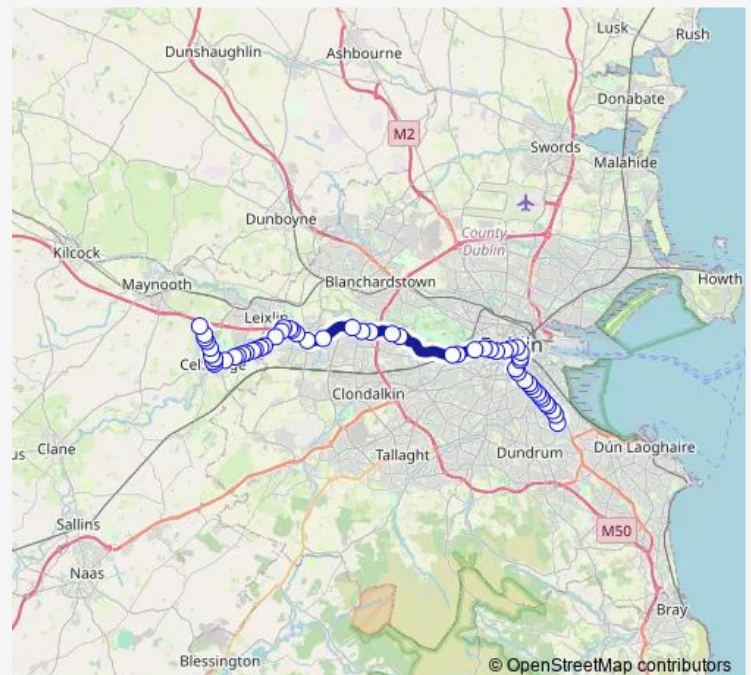 Lusk
Rush
Dunshaughlin
Ashbourne
Donabate
M2
Swords
Malahide
Dunboyne
County
Dublin
Kilcock
Maynooth
Blanchardstown
Howth
Leixlip
Clondalkin
us
Clane
Tallaght
Dundrum
Dún Laoghaire
Sallins
M50
Naas
Bray
Blessington
© OpenStreetMap contributors